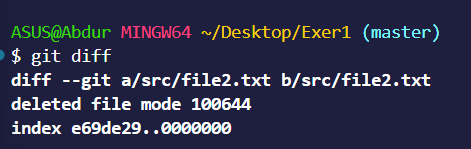 ASUS@Abdur MINGW64 ~/Desktop/Exer1 (master)
$ git diff
diff --git a/src/file2.txt b/src/file2.txt
deleted file mode 100644
index e69de29..0000000